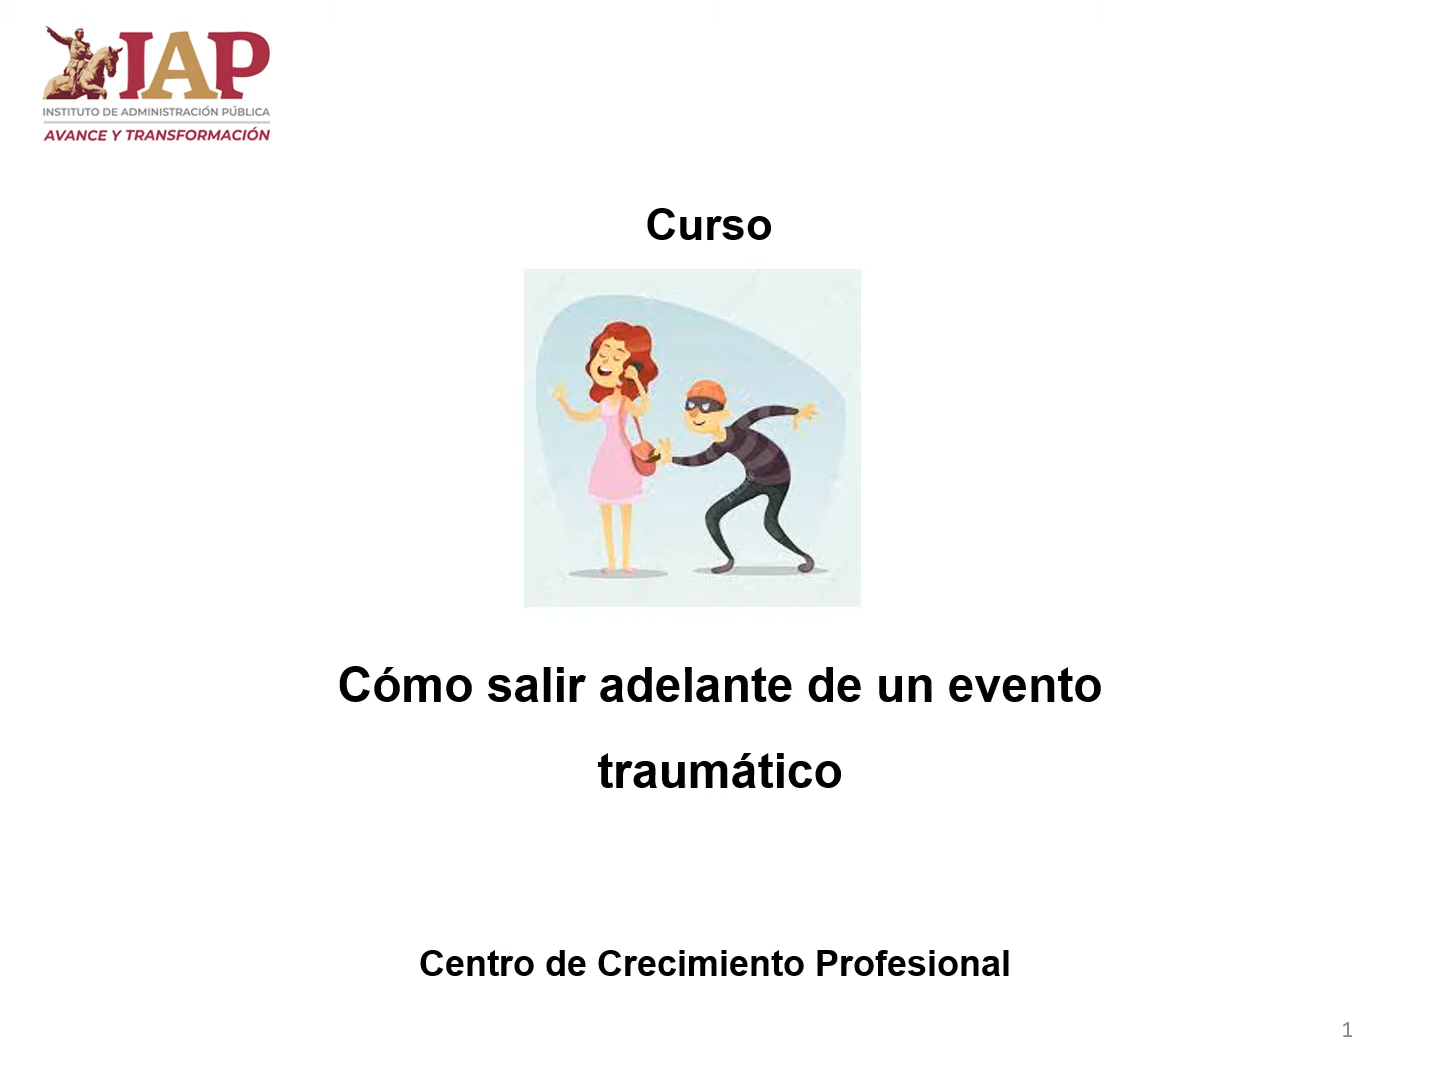 IAP
INSTITUTO DE ADMINISTRACIÓN PÚBLICA
AVANCE Y TRANSFORMACIÓN
Curso
Cómo salir adelante de un evento
traumático
Centro de Crecimiento Profesional
1